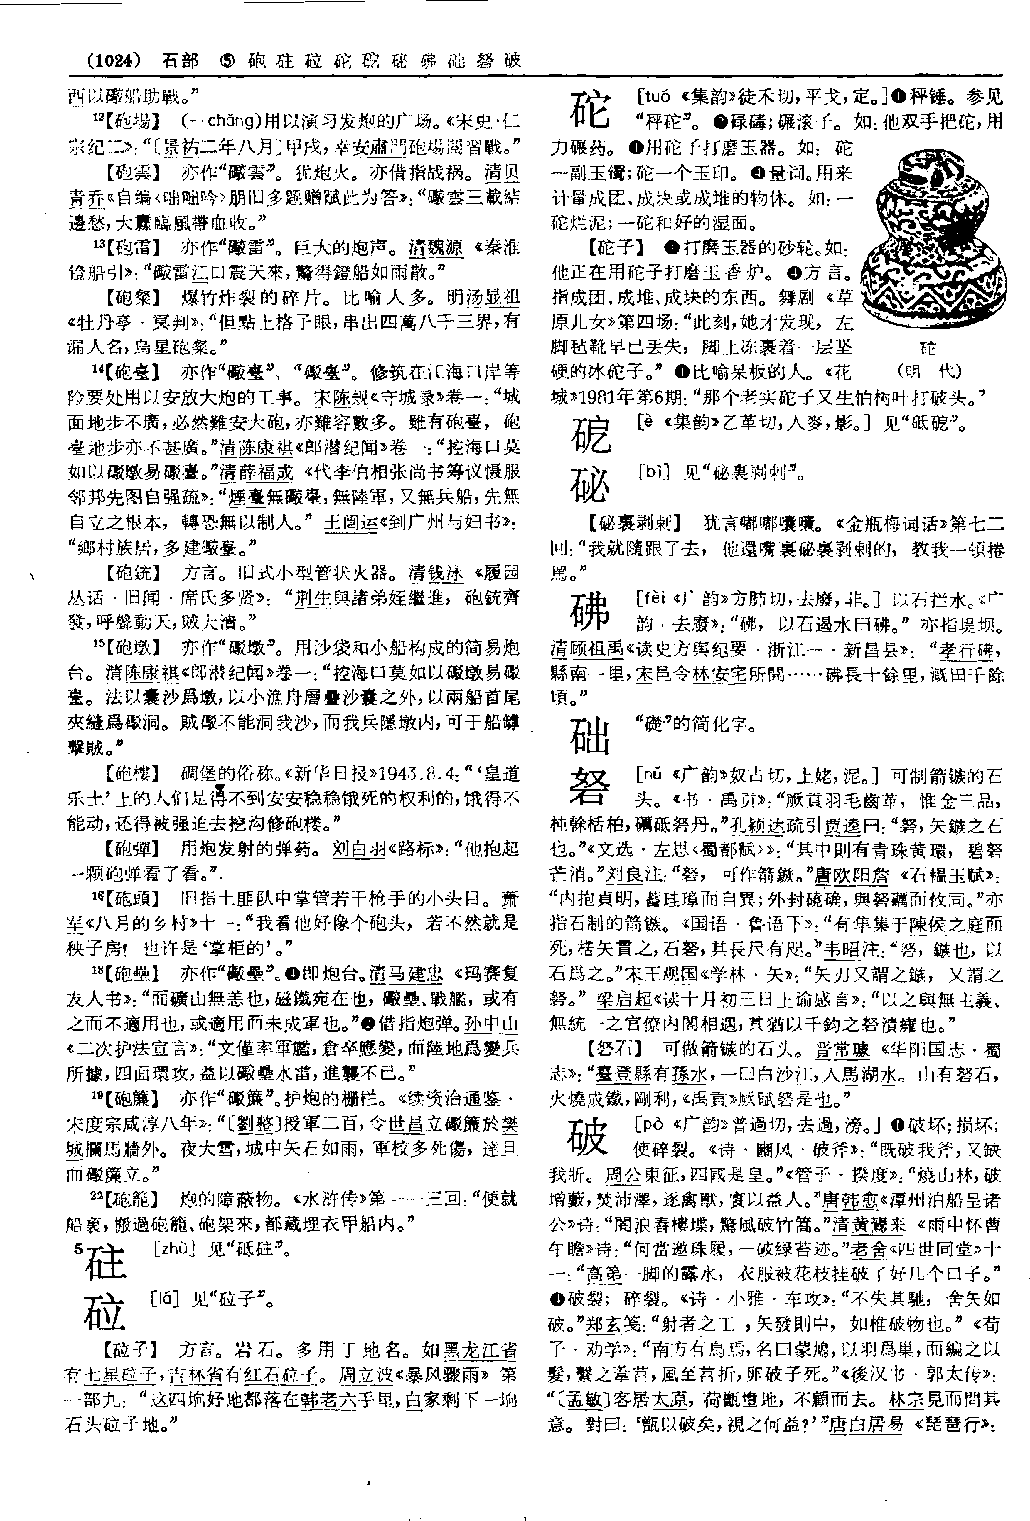 (1024) 石部 ⑤ 砲 砫 砬 砣 砨 砏 砩 础 砮 破
西以礮船助戰。”
¹²【砲場】 (－chǎng)用以演习发炮的广场。《宋史·仁
宗纪二》：“〔景祐二年八月〕甲戌，幸安肅門砲場閱習戰。”
【砲雲】 亦作“礮雲”。犹炮火。亦借指战祸。清贝
青乔《自编〈咄咄吟〉朋旧多题赠赋此为答》：“礮雲三載結
邊愁，大纛臨風帶血收。”
¹³【砲雷】 亦作“礮雷”。巨大的炮声。清魏源《秦淮
镫船引》：“礮雷江口震天來，驚得鐙船如雨散。”
【砲粲】 爆竹炸裂的碎片。比喻人多。明汤显祖
《牡丹亭·冥判》：“但點上格子眼，串出四萬八千三界，有
漏人名，烏星砲粲。”
¹⁴【砲臺】 亦作“礮臺”、“礟臺”。修筑在江海口岸等
险要处用以安放大炮的工事。宋陈规《守城录》卷一：“城
面地步不廣，必然難安大砲，亦難容數多。雖有砲臺，砲
臺地步亦不甚廣。”清陈康祺《郎潜纪闻》卷一：“控海口莫
如以礮墩易礮臺。”清薛福成《代李伯相张尚书筹议慑服
邻邦先图自强疏》：“煙臺無礮臺，無陸軍，又無兵船，先無
自立之根本，轉恐無以制人。”王闿运《到广州与妇书》：
“鄉村族居，多建礮臺。”
【砲銃】 方言。旧式小型管状火器。清钱泳《履园
丛话·旧闻·席氏多贤》：“荆生與諸弟姪繼進，砲銃齊
發，呼聲動天，贼大潰。”
¹⁵【砲墩】 亦作“礮墩”。用沙袋和小船构成的简易炮
台。清陈康祺《郎潜纪闻》卷一：“控海口莫如以礮墩易礮
臺。法以囊沙爲墩，以小漁舟層疊沙囊之外，以兩船首尾
夾縫爲礮洞。賊礮不能洞我沙，而我兵隱墩内，可于船罅
擊賊。”
【砲樓】 碉堡的俗称。《新华日报》1943.8.4：“‘皇道
乐土’上的人们是得不到安安稳稳饿死的权利的，饿得不
能动，还得被强迫去挖沟修砲楼。”
【砲彈】 用炮发射的弹药。刘白羽《路标》：“他抱起
一颗砲弹看了看。”
¹⁶【砲頭】 旧指土匪队中掌管若干枪手的小头目。萧
军《八月的乡村》十一：“我看他好像个砲头，若不然就是
秧子房！也许是‘掌柜的’。”
¹⁸【砲壘】 亦作“礮壘”。❶即炮台。清马建忠《玛赛复
友人书》：“而礦山無恙也，磁鐵宛在也，礮壘、戰艦，或有
之而不適用也，或適用而未成軍也。”❷借指炮弹。孙中山
《二次护法宣言》：“文僅率軍艦，倉卒應變，而陸地爲變兵
所據，四面環攻，益以礮壘水雷，進襲不已。”
¹⁹【砲簾】 亦作“礮簾”。护炮的栅栏。《续资治通鉴·
宋度宗咸淳八年》：“〔劉整〕授軍二百，令世昌立礮簾於樊
城攔馬牆外。夜大雪，城中矢石如雨，軍校多死傷，達旦
而礮簾立。”
²²【砲籠】 炮的障蔽物。《水浒传》第一一三回：“便就
船裏，搬過砲籠、砲架來，都藏埋衣甲船内。”
5 砫 [zhù] 见“砥砫”。
砬 [lá] 见“砬子”。
【砬子】 方言。岩石。多用于地名。如黑龙江省
有七星砬子，吉林省有红石砬子。周立波《暴风骤雨》第
一部九：“这四垧好地都落在韩老六手里，白家剩下一垧
石头砬子地。”
砣 [tuó《集韵》徒禾切，平戈，定。]❶秤锤。参见
“秤砣”。❷碌碡；碾滚子。如：他双手把砣，用
力碾药。❸用砣子打磨玉器。如：砣
一副玉镯；砣一个玉印。❹量词。用来
计量成团、成块或成堆的物体。如：一
砣烂泥；一砣和好的湿面。
【砣子】 ❶打磨玉器的砂轮。如：
他正在用砣子打磨玉香炉。❷方言。
指成团、成堆、成块的东西。舞剧《草
原儿女》第四场：“此刻，她才发现，左
脚毡靴早已丢失，脚上冻裹着一层坚
硬的冰砣子。”❸比喻呆板的人。《花
城》1981年第6期：“那个老实砣子又生怕树叶打破头。”
砣
（明 代）
砨 [è《集韵》乙革切，入麥，影。] 见“砥砨”。
[bì] 见“砏裏剥剌”。
犹言嘟嘟囔囔。《金瓶梅词话》第七二
回：“我就隨跟了去，他還嘴裏砏裏剥剌的，教我一頓捲
罵。”
砩 [fèi《广韵》方肺切，去廢，非。] 以石拦水。《广
韵·去廢》：“砩，以石遏水曰砩。”亦指堤坝。
清顾祖禹《读史方舆纪要·浙江一·新昌县》：“孝行砩，
縣南一里，宋邑令林安宅所開……砩長十餘里，溉田千餘
頃。”
础 “礎”的简化字。
砮 [nǔ《广韵》奴古切，上姥，泥。] 可制箭镞的石
头。《书·禹贡》：“厥貢羽毛齒革，惟金三品，
杶榦栝柏，礪砥砮丹。”孔颖达疏引贾逵曰：“砮，矢鏃之石
也。”《文选·左思〈蜀都赋〉》：“其中則有青珠黄環，碧砮
芒消。”刘良注：“砮，可作箭鏃。”唐欧阳詹《石韫玉赋》：
“内抱貞明，蓄珪璋而自異；外封磽确，與砮礪而攸同。”亦
指石制的箭镞。《国语·鲁语下》：“有隼集于陳侯之庭而
死，楛矢貫之，石砮，其長尺有咫。”韦昭注：“砮，鏃也，以
石爲之。”宋王观国《学林·矢》：“矢刃又謂之鏃，又謂之
砮。”梁启超《读十月初三日上谕感言》：“以之與無主義、
無統一之官僚内閣相遇，其猶以千鈞之砮潰癰也。”
【砮石】 可做箭镞的石头。晋常璩《华阳国志·蜀
志》：“臺登縣有孫水，一曰白沙江，入馬湖水。山有砮石，
火燒成鐵，剛利，《禹貢》厥賦砮是也。”
破 [pò《广韵》普過切，去過，滂。]❶破坏；损坏；
使碎裂。《诗·豳风·破斧》：“既破我斧，又缺
我斨。周公東征，四國是皇。”《管子·揆度》：“燒山林，破
增藪，焚沛澤，逐禽獸，實以益人。”唐韩愈《潭州泊船呈诸
公》诗：“闇浪舂樓堞，驚風破竹篙。”清黄鷟来《雨中怀曹
午瞻》诗：“何當邀珠履，一破緑苔迹。”老舍《四世同堂》十
一：“高第一脚的露水，衣服被花枝挂破了好几个口子。”
❷破裂；碎裂。《诗·小雅·车攻》：“不失其馳，舍矢如
破。”郑玄笺：“射者之工，矢發則中，如椎破物也。”《荀
子·劝学》：“南方有鳥焉，名曰蒙鳩，以羽爲巢，而編之以
髮，繫之葦苕，風至苕折，卵破子死。”《後汉书·郭太传》：
“〔孟敏〕客居太原，荷甑墮地，不顧而去。林宗見而問其
意。對曰：‘甑以破矣，視之何益？’”唐白居易《琵琶行》：